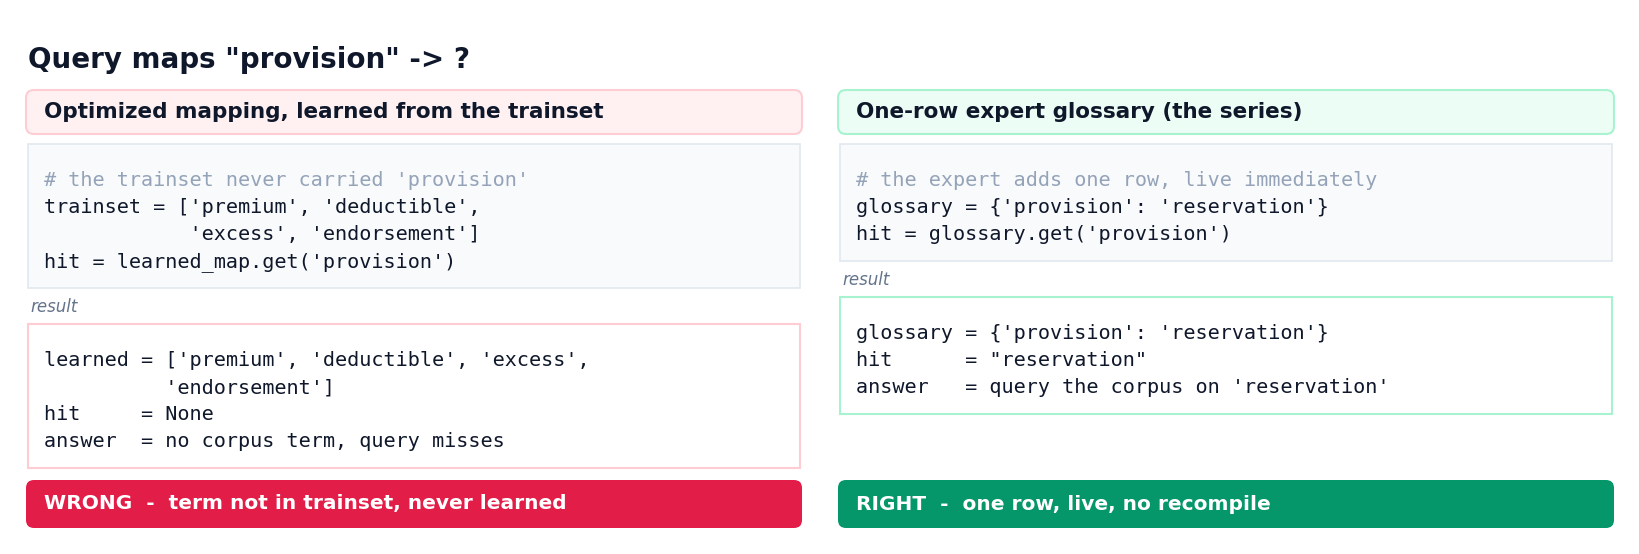 Query maps "provision" -> ?
Optimized mapping, learned from the trainset
# the trainset never carried 'provision'
trainset = ['premium', 'deductible',
            'excess', 'endorsement']
hit = learned_map.get('provision')
result
learned = ['premium', 'deductible', 'excess',
          'endorsement']
hit     = None
answer  = no corpus term, query misses
WRONG  -  term not in trainset, never learned
One-row expert glossary (the series)
# the expert adds one row, live immediately
glossary = {'provision': 'reservation'}
hit = glossary.get('provision')
result
glossary = {'provision': 'reservation'}
hit      = "reservation"
answer   = query the corpus on 'reservation'
RIGHT  -  one row, live, no recompile